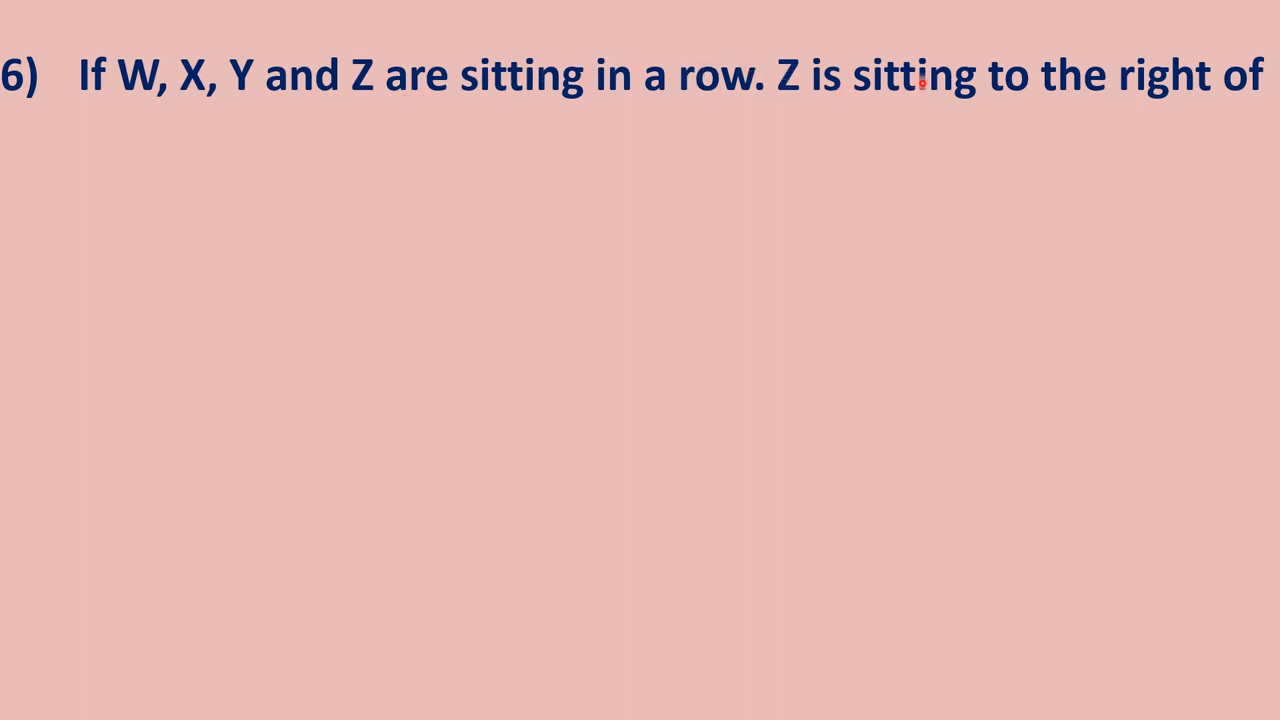 6) If W, X, Y and Z are sitting in a row. Z is sitting to the right of